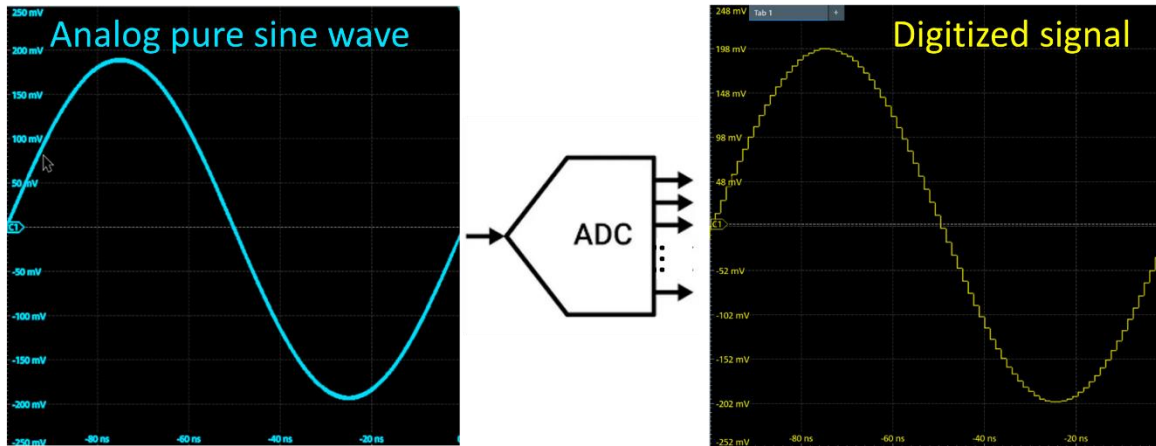 Analog pure sine wave
250 mV
200 mV
150 mV
100 mV
50 mV
C1
-50 mV
-100 mV
-150 mV
-200 mV
-250 mV
-80 ns
-60 ns
-40 ns
-20 ns
ADC
Tab 1
+
Digitized signal
248 mV
198 mV
148 mV
98 mV
48 mV
C1
-52 mV
-102 mV
-152 mV
-202 mV
-252 mV
-80 ns
-60 ns
-40 ns
-20 ns